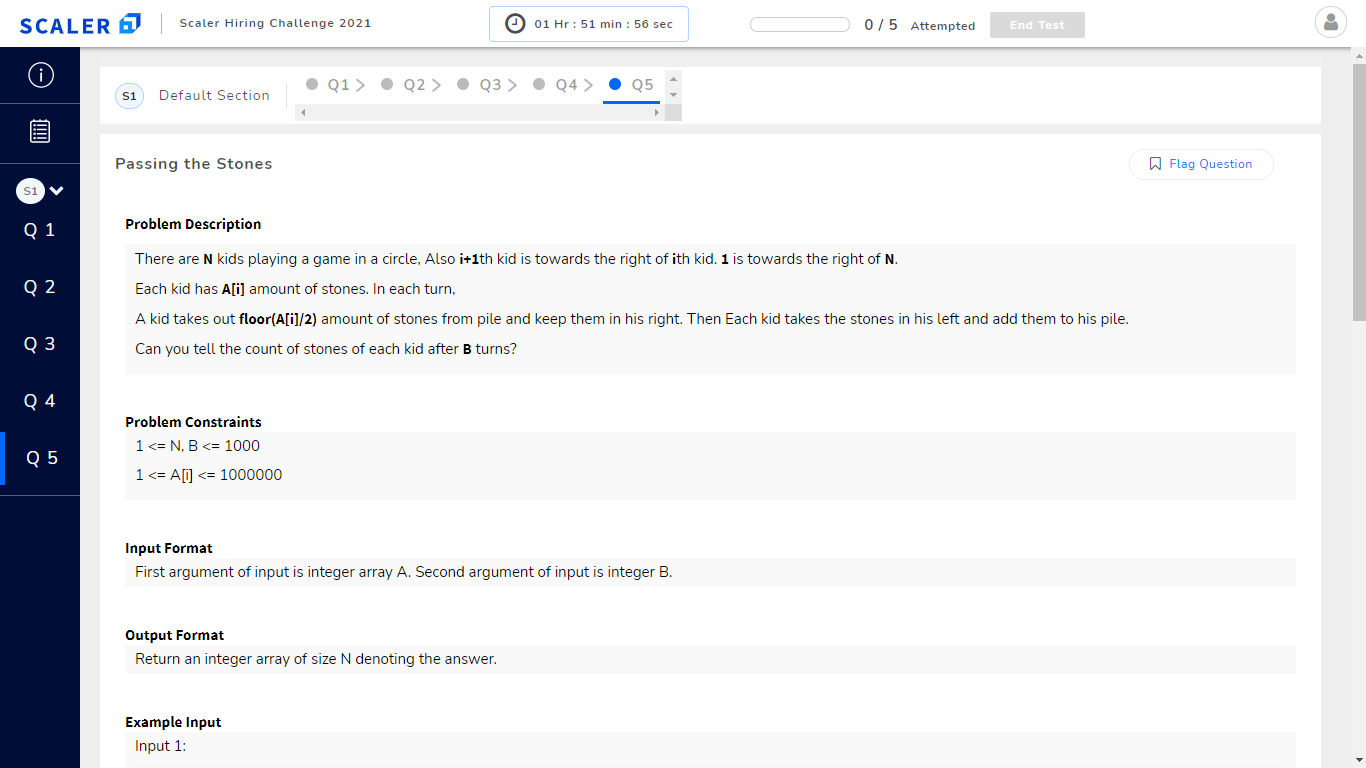 SCALER
Scaler Hiring Challenge 2021
01 Hr : 51 min : 56 sec
0 / 5 Attempted
End Test
S1 Default Section
Q1 Q2 Q3 Q4 Q5
S1
Q 1
Q 2
Q 3
Q 4
Q 5
Passing the Stones
Flag Question
Problem Description
There are N kids playing a game in a circle, Also i+1th kid is towards the right of ith kid. 1 is towards the right of N.
Each kid has A[i] amount of stones. In each turn,
A kid takes out floor(A[i]/2) amount of stones from pile and keep them in his right. Then Each kid takes the stones in his left and add them to his pile.
Can you tell the count of stones of each kid after B turns?
Problem Constraints
1 <= N, B <= 1000
1 <= A[i] <= 1000000
Input Format
First argument of input is integer array A. Second argument of input is integer B.
Output Format
Return an integer array of size N denoting the answer.
Example Input
Input 1: